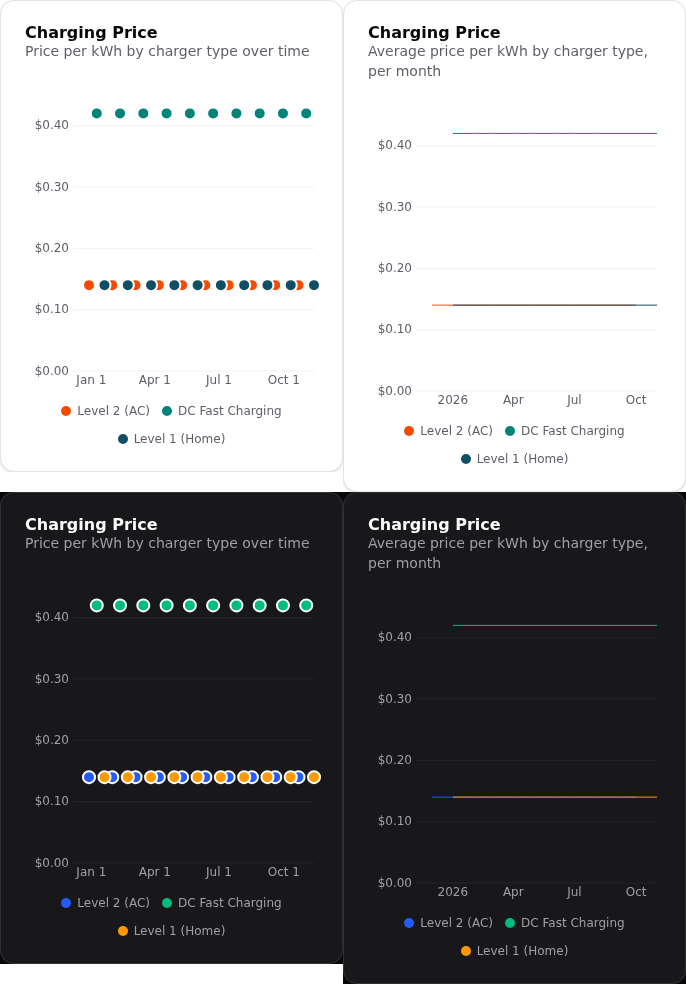 Charging Price
Price per kWh by charger type over time
$0.40
$0.30
$0.20
$0.10
$0.00
Jan 1 Apr 1 Jul 1 Oct 1
Level 2 (AC) DC Fast Charging
Level 1 (Home)
Charging Price
Average price per kWh by charger type,
per month
$0.40
$0.30
$0.20
$0.10
$0.00
2026 Apr Jul Oct
Level 2 (AC) DC Fast Charging
Level 1 (Home)
Charging Price
Price per kWh by charger type over time
$0.40
$0.30
$0.20
$0.10
$0.00
Jan 1 Apr 1 Jul 1 Oct 1
Level 2 (AC) DC Fast Charging
Level 1 (Home)
Charging Price
Average price per kWh by charger type,
per month
$0.40
$0.30
$0.20
$0.10
$0.00
2026 Apr Jul Oct
Level 2 (AC) DC Fast Charging
Level 1 (Home)